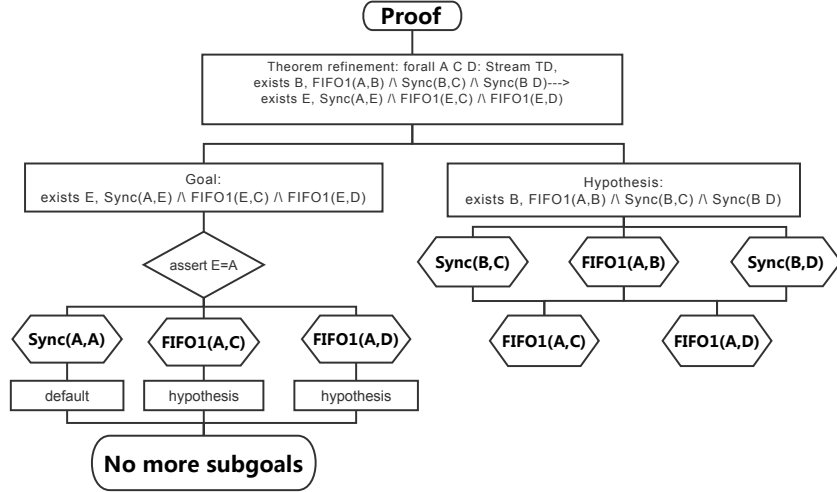 Proof
Theorem refinement: forall A C D: Stream TD,
exists B, FIFO1(A,B) /\ Sync(B,C) /\ Sync(B D)--->
exists E, Sync(A,E) /\ FIFO1(E,C) /\ FIFO1(E,D)
Goal:
exists E, Sync(A,E) /\ FIFO1(E,C) /\ FIFO1(E,D)
Hypothesis:
exists B, FIFO1(A,B) /\ Sync(B,C) /\ Sync(B D)
assert E=A
Sync(B,C)
FIFO1(A,B)
Sync(B,D)
Sync(A,A)
FIFO1(A,C)
FIFO1(A,D)
FIFO1(A,C)
FIFO1(A,D)
default
hypothesis
hypothesis
No more subgoals